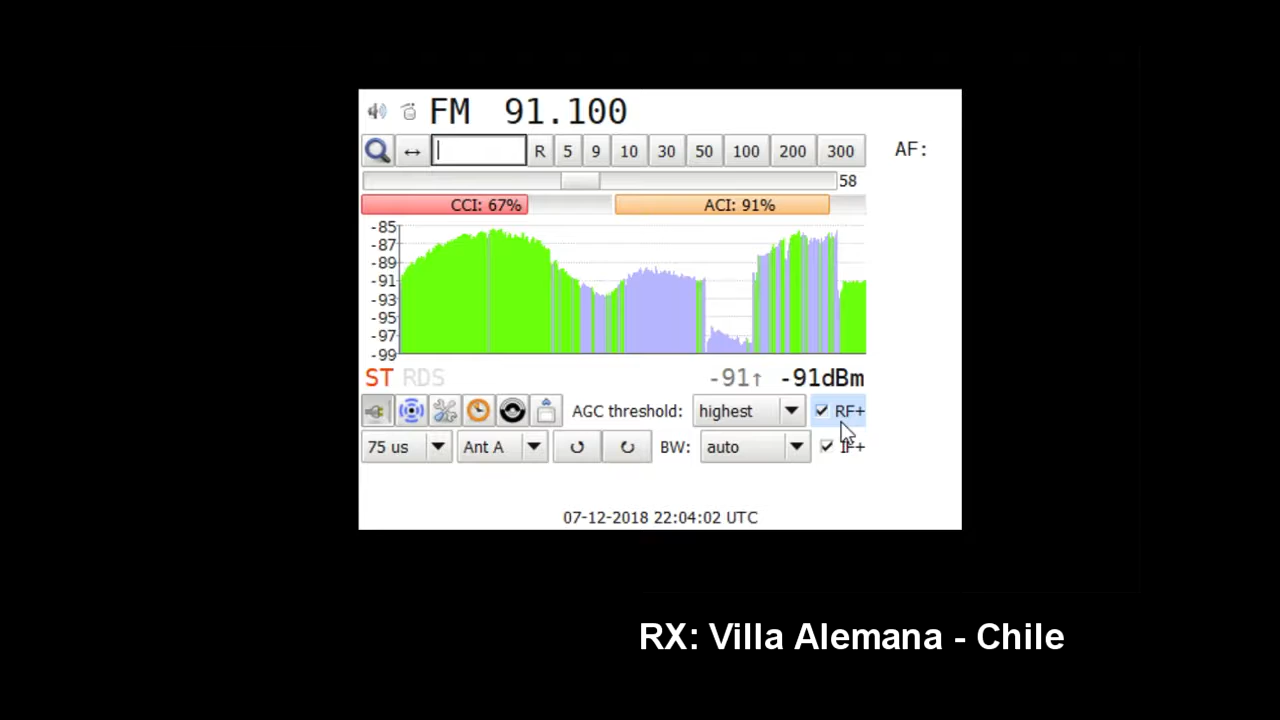 FM 91.100
R 5 9 10 30 50 100 200 300 AF:
58
CCI: 67% ACI: 91%
-85
-87
-89
-91
-93
-95
-97
-99
ST RDS -91↑ -91dBm
AGC threshold: highest RF+
75 us Ant A BW: auto IF+
07-12-2018 22:04:02 UTC
RX: Villa Alemana - Chile